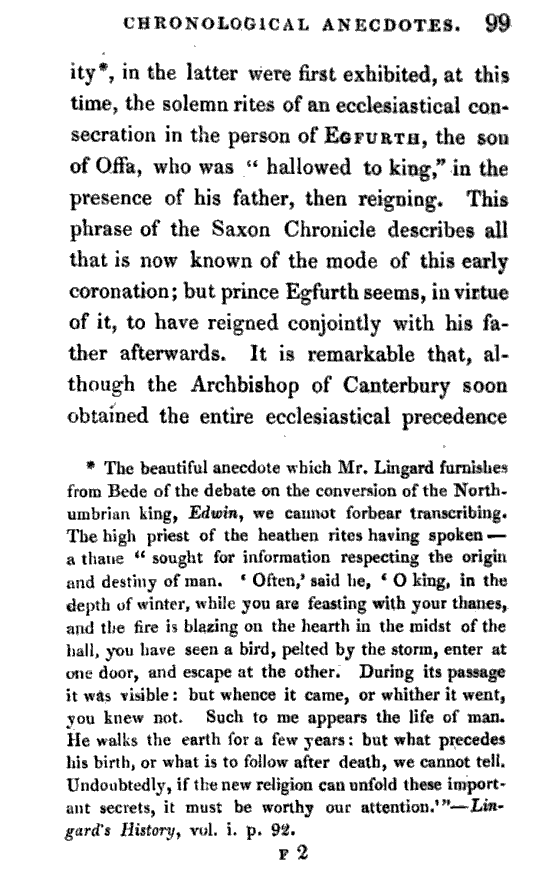 CHRONOLOGICAL ANECDOTES. 99
ity*, in the latter were first exhibited, at this
time, the solemn rites of an ecclesiastical con-
secration in the person of EGFURTH, the son
of Offa, who was “ hallowed to king,” in the
presence of his father, then reigning. This
phrase of the Saxon Chronicle describes all
that is now known of the mode of this early
coronation; but prince Egfurth seems, in virtue
of it, to have reigned conjointly with his fa-
ther afterwards. It is remarkable that, al-
though the Archbishop of Canterbury soon
obtained the entire ecclesiastical precedence
* The beautiful anecdote which Mr. Lingard furnishes
from Bede of the debate on the conversion of the North-
umbrian king, Edwin, we cannot forbear transcribing.
The high priest of the heathen rites having spoken —
a thane “ sought for information respecting the origin
and destiny of man. ‘ Often,’ said he, ‘ O king, in the
depth of winter, while you are feasting with your thanes,
and the fire is blazing on the hearth in the midst of the
hall, you have seen a bird, pelted by the storm, enter at
one door, and escape at the other. During its passage
it was visible : but whence it came, or whither it went,
you knew not. Such to me appears the life of man.
He walks the earth for a few years : but what precedes
his birth, or what is to follow after death, we cannot tell.
Undoubtedly, if the new religion can unfold these import-
ant secrets, it must be worthy our attention.’”—Lin-
gard's History, vol. i. p. 92.
F 2